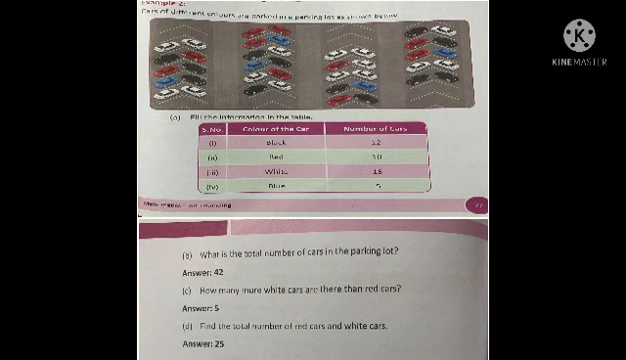 Example 2:
Cars of different colours are parked in a parking lot as shown below.
K
KINEMASTER
(a) Fill the information in the table.
S.No. Colour of the Car Number of Cars
(i) Black 12
(ii) Red 10
(iii) White 15
(iv) Blue 5
77
(b) What is the total number of cars in the parking lot?
Answer: 42
(c) How many more white cars are there than red cars?
Answer: 5
(d) Find the total number of red cars and white cars.
Answer: 25